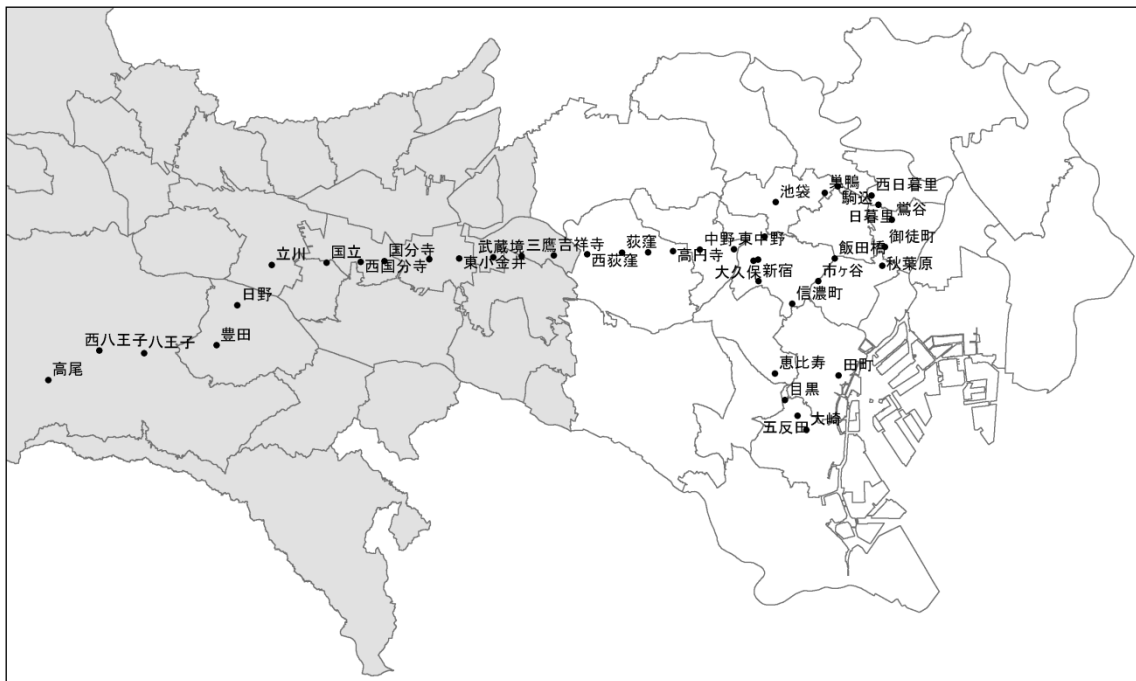 巣鴨
西日暮里
池袋
駒込
日暮里
鶯谷
御徒町
飯田橋
秋葉原
中野
東中野
高円寺
荻窪
西荻窪
吉祥寺
三鷹
武蔵境
東小金井
国分寺
西国分寺
国立
立川
大久保
新宿
市ヶ谷
信濃町
日野
豊田
八王子
西八王子
高尾
恵比寿
田町
目黒
五反田
大崎